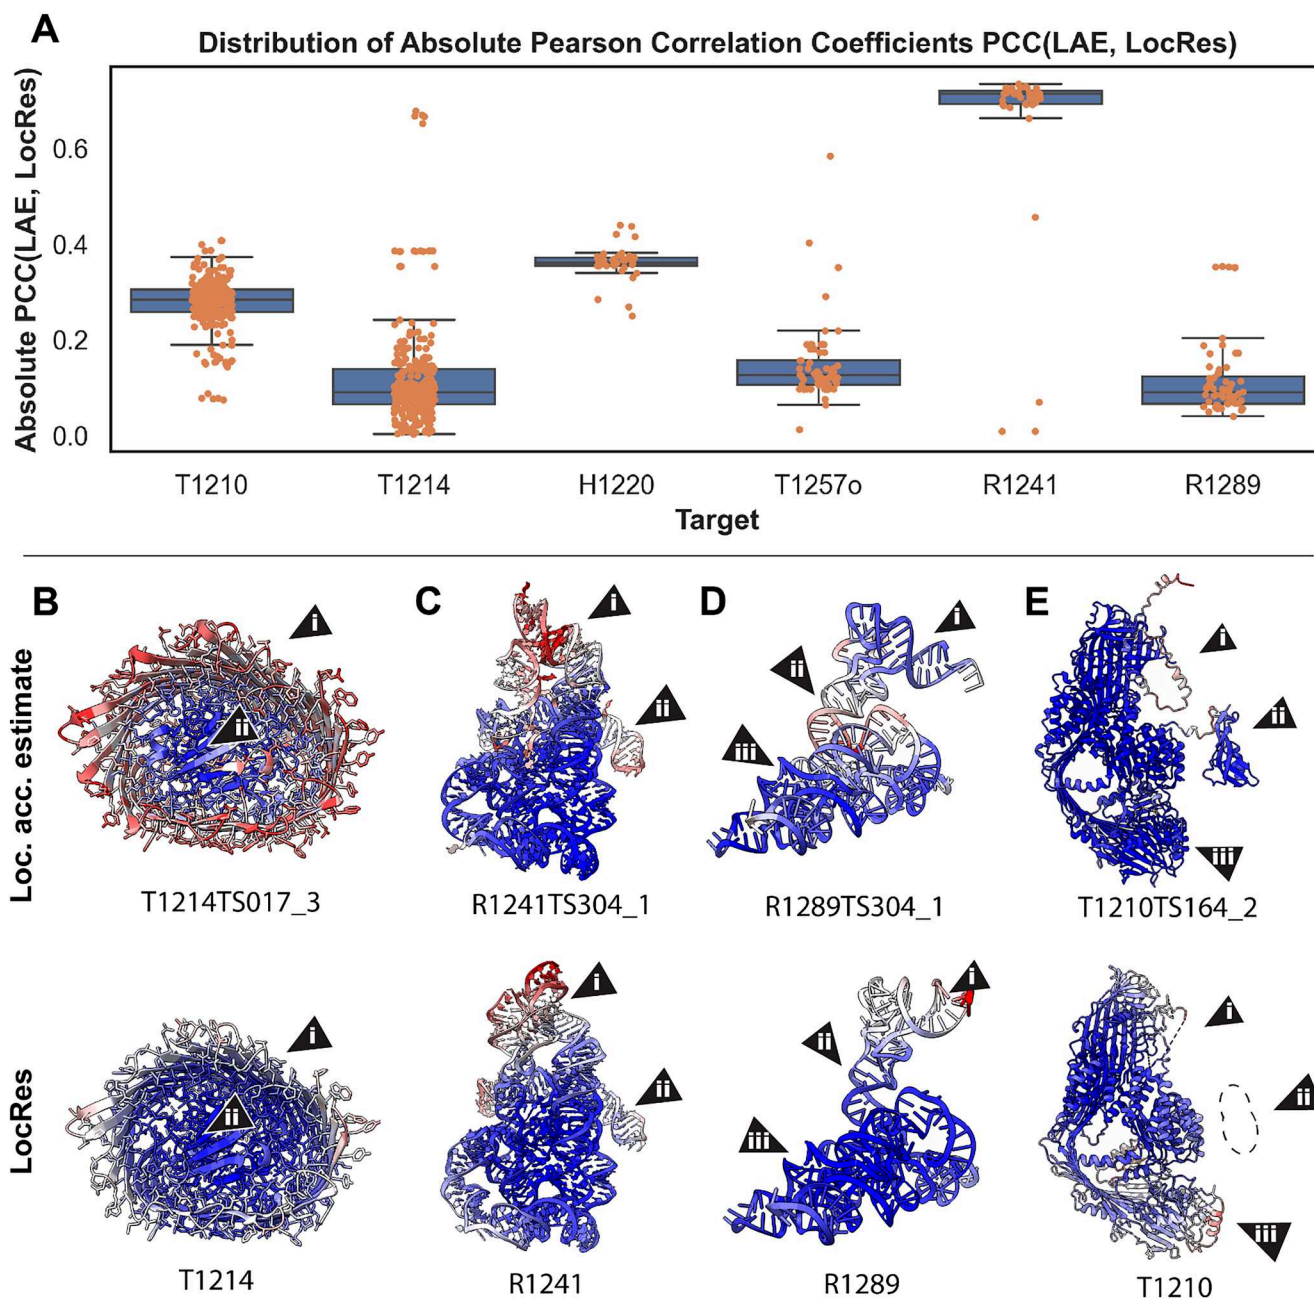 A
Distribution of Absolute Pearson Correlation Coefficients PCC(LAE, LocRes)
Absolute PCC(LAE, LocRes)
0.6
0.4
0.2
0.0
T1210 T1214 H1220 T1257o R1241 R1289
Target
B C D E
Loc. acc. estimate
i
ii
i
ii
i
ii
iii
i
ii
iii
T1214TS017_3 R1241TS304_1 R1289TS304_1 T1210TS164_2
LocRes
i
ii
i
ii
i
ii
iii
i
ii
iii
T1214 R1241 R1289 T1210